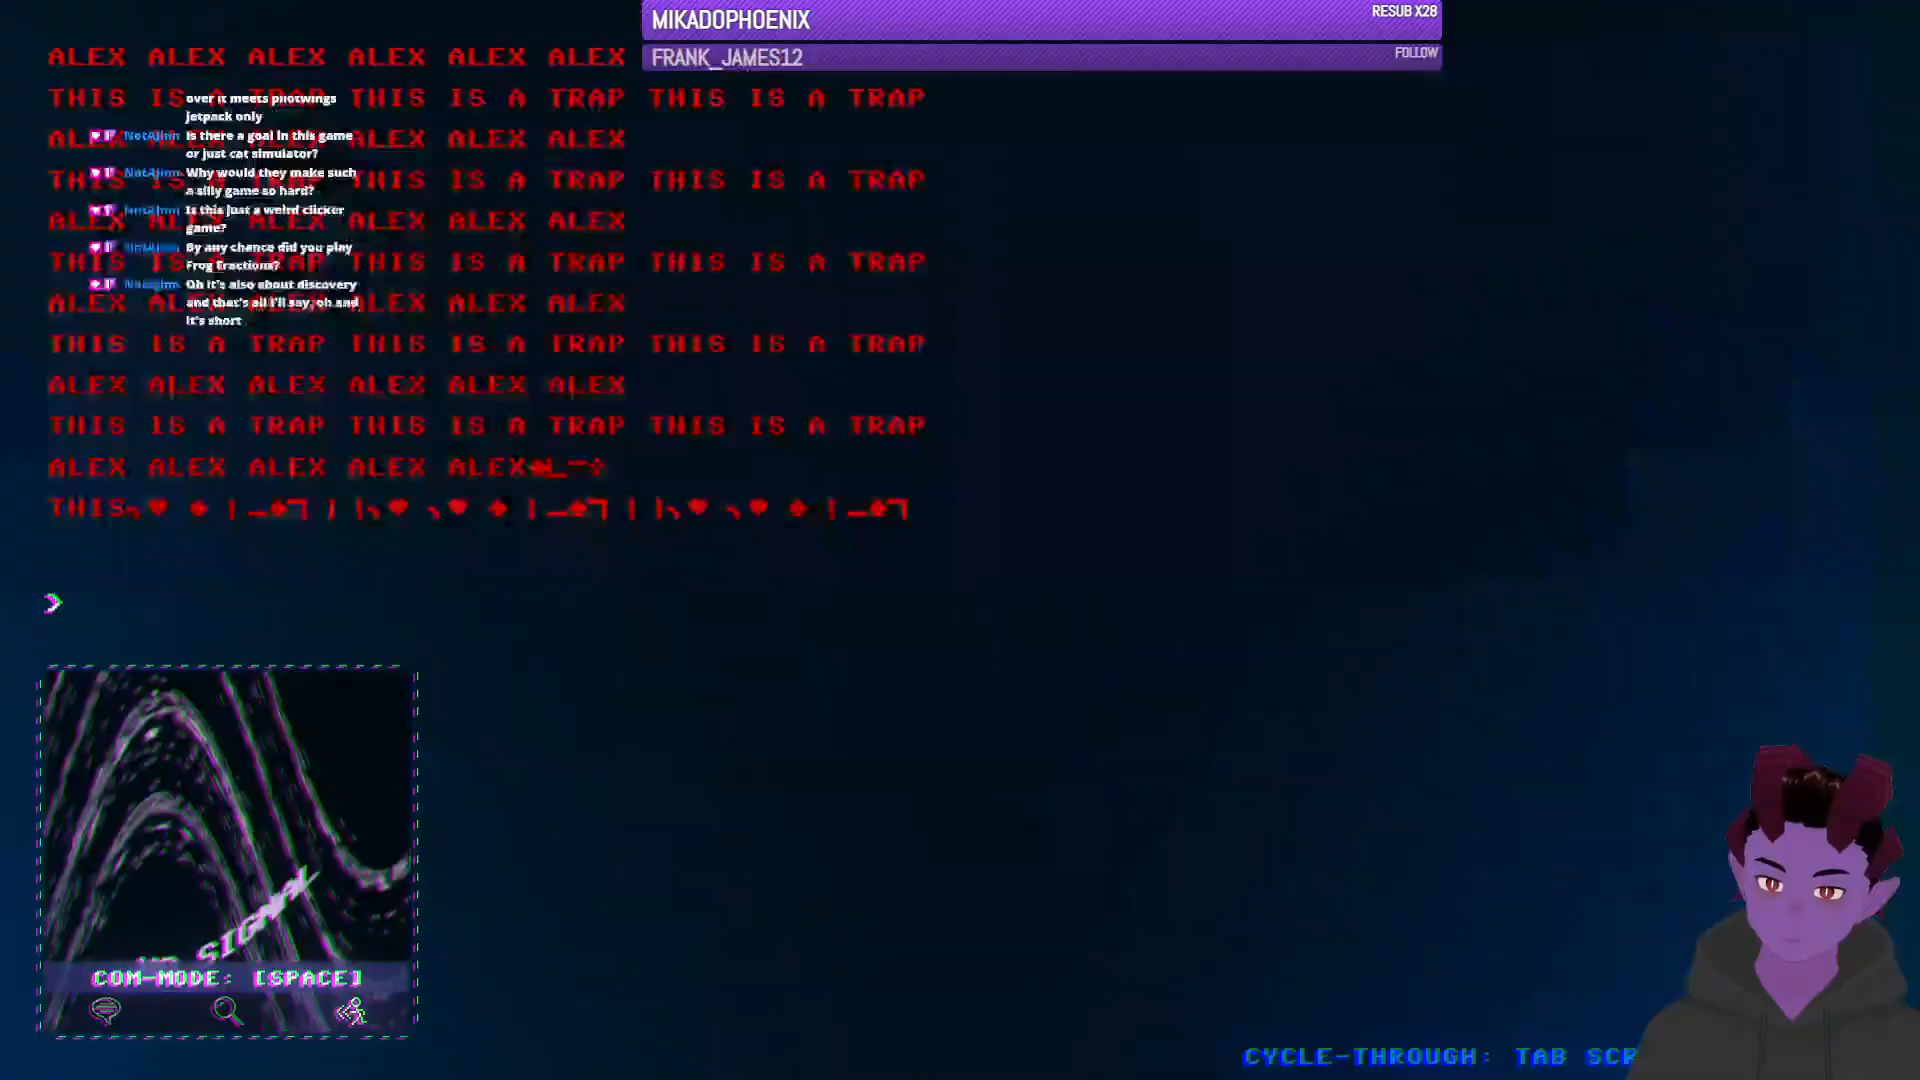 MIKADOPHOENIX RESUB X28
FRANK_JAMES12 FOLLOW
ALEX ALEX ALEX ALEX ALEX ALEX
THIS IS A TRAP THIS IS A TRAP THIS IS A TRAP
ALEX ALEX ALEX ALEX ALEX ALEX
THIS IS A TRAP THIS IS A TRAP THIS IS A TRAP
ALEX ALEX ALEX ALEX ALEX ALEX
THIS IS A TRAP THIS IS A TRAP THIS IS A TRAP
ALEX ALEX ALEX ALEX ALEX ALEX
THIS IS A TRAP THIS IS A TRAP THIS IS A TRAP
ALEX ALEX ALEX ALEX ALEX ALEX
THIS IS A TRAP THIS IS A TRAP THIS IS A TRAP
ALEX ALEX ALEX ALEX ALEX
THIS
over it meets pilotwings
jetpack only
Is there a goal in this game
or just cat simulator?
Why would they make such
a silly game so hard?
Is this just a weird clicker
game?
By any chance did you play
Frog Fractions?
Oh it's also about discovery
and that's all I'll say, oh and
it's short
>
SIGNAL
COM-MODE: [SPACE]
CYCLE-THROUGH: TAB SCR